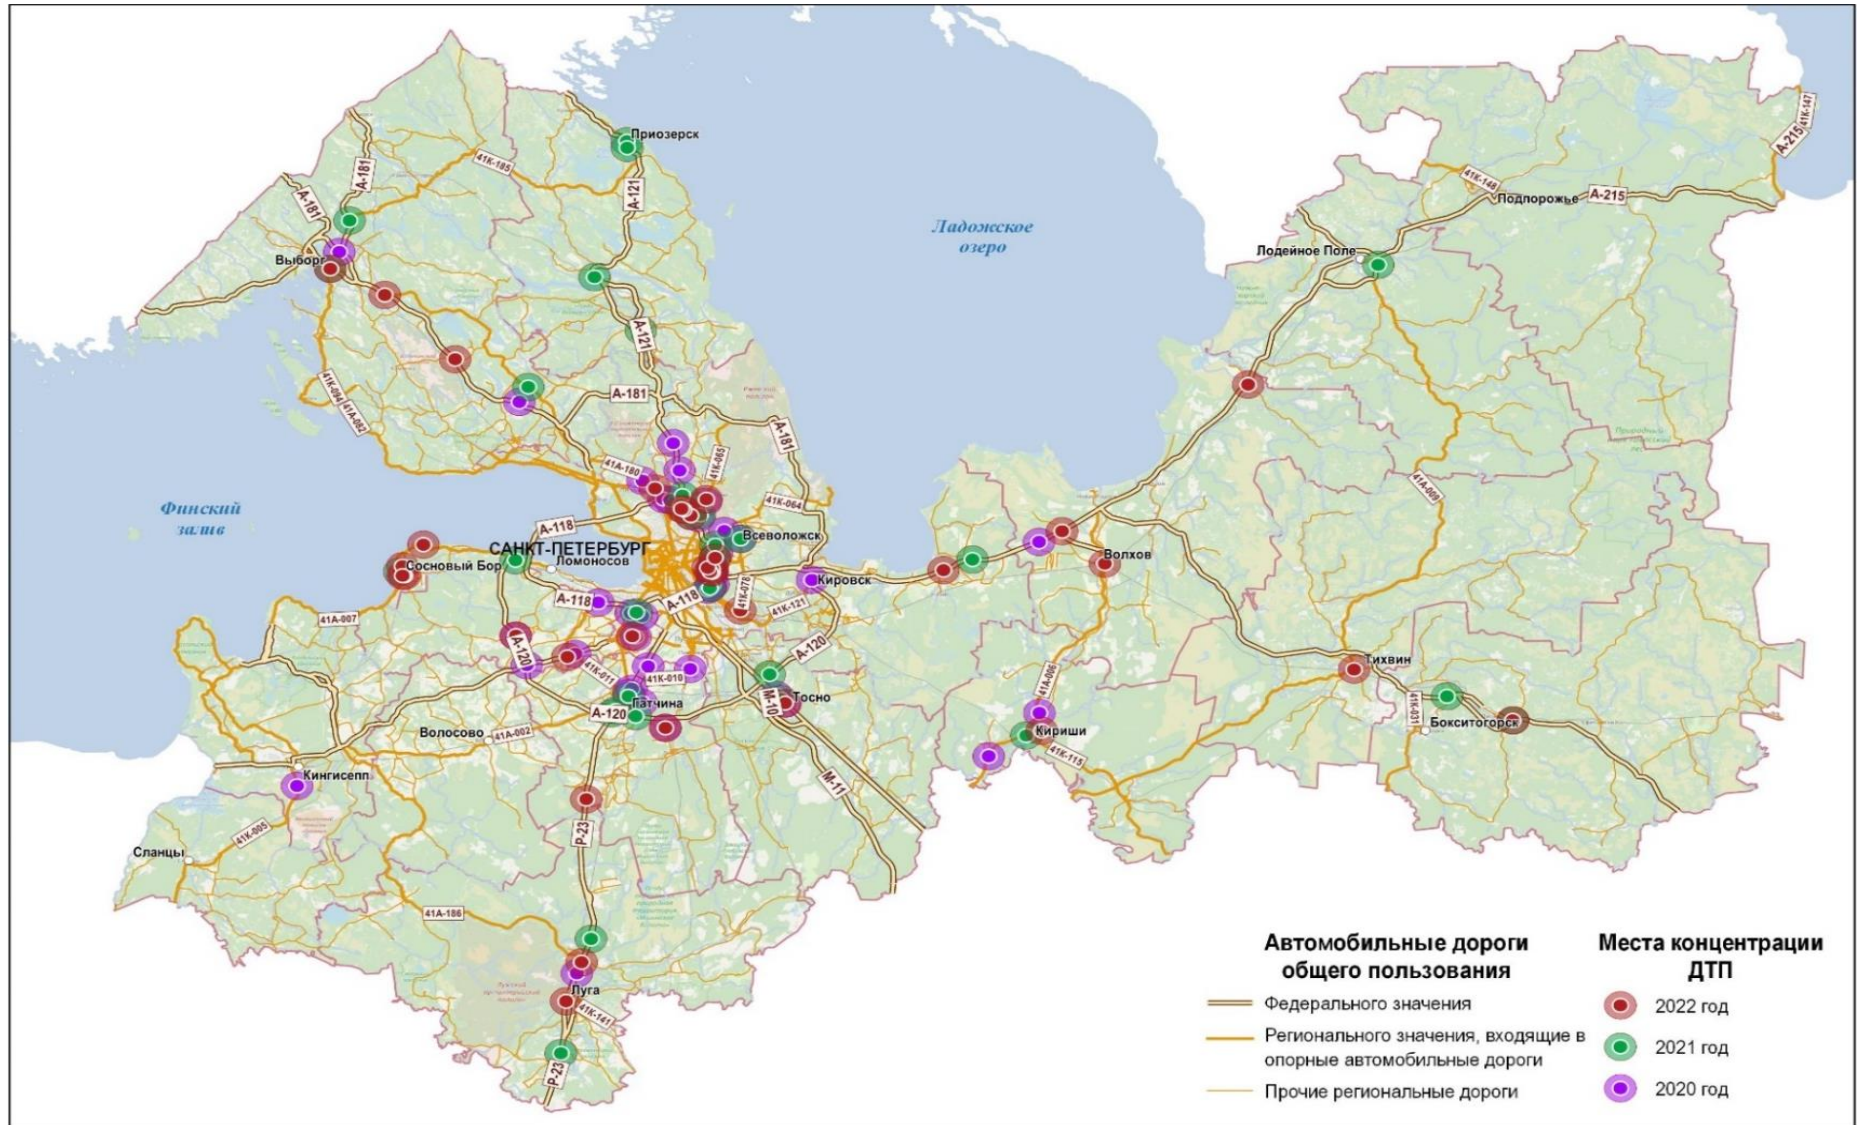 Приозерск
А-181
41К-185
А-121
А-181
41К-147
А-215
41К-148
Подпорожье
А-215
Ладожское
озеро
Выборг
Лодейное Поле
А-121
А-181
41К-094
41А-082
А-181
41К-065
41А-180
41К-064
41А-009
Финский
залив
А-118
Всеволожск
САНКТ-ПЕТЕРБУРГ
Ломоносов
Сосновый Бор
Волхов
Кировск
41К-078
А-118
А-118
41К-121
41А-007
А-120
А-120
41К-011
41К-010
41А-006
Тихвин
М-10
Тосно
Гатчина
А-120
41К-031
Бокситогорск
Волосово
41А-002
Кириши
41К-115
Кингисепп
М-11
41К-005
Р-23
Сланцы
41А-186
Луга
41К-141
Р-23
Автомобильные дороги
общего пользования
Федерального значения
Регионального значения, входящие в
опорные автомобильные дороги
Прочие региональные дороги
Места концентрации
ДТП
2022 год
2021 год
2020 год